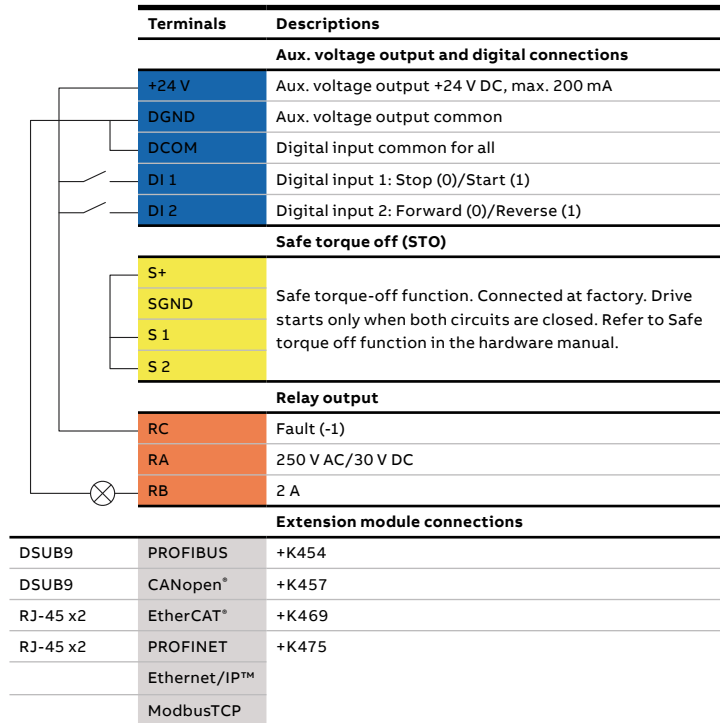 Terminals Descriptions
Aux. voltage output and digital connections
+24 V Aux. voltage output +24 V DC, max. 200 mA
DGND Aux. voltage output common
DCOM Digital input common for all
DI 1 Digital input 1: Stop (0)/Start (1)
DI 2 Digital input 2: Forward (0)/Reverse (1)
Safe torque off (STO)
S+
SGND
S 1
S 2
Safe torque-off function. Connected at factory. Drive
starts only when both circuits are closed. Refer to Safe
torque off function in the hardware manual.
Relay output
RC Fault (-1)
RA 250 V AC/30 V DC
RB 2 A
Extension module connections
DSUB9 PROFIBUS +K454
DSUB9 CANopen® +K457
RJ-45 x2 EtherCAT® +K469
RJ-45 x2 PROFINET +K475
Ethernet/IP™
ModbusTCP